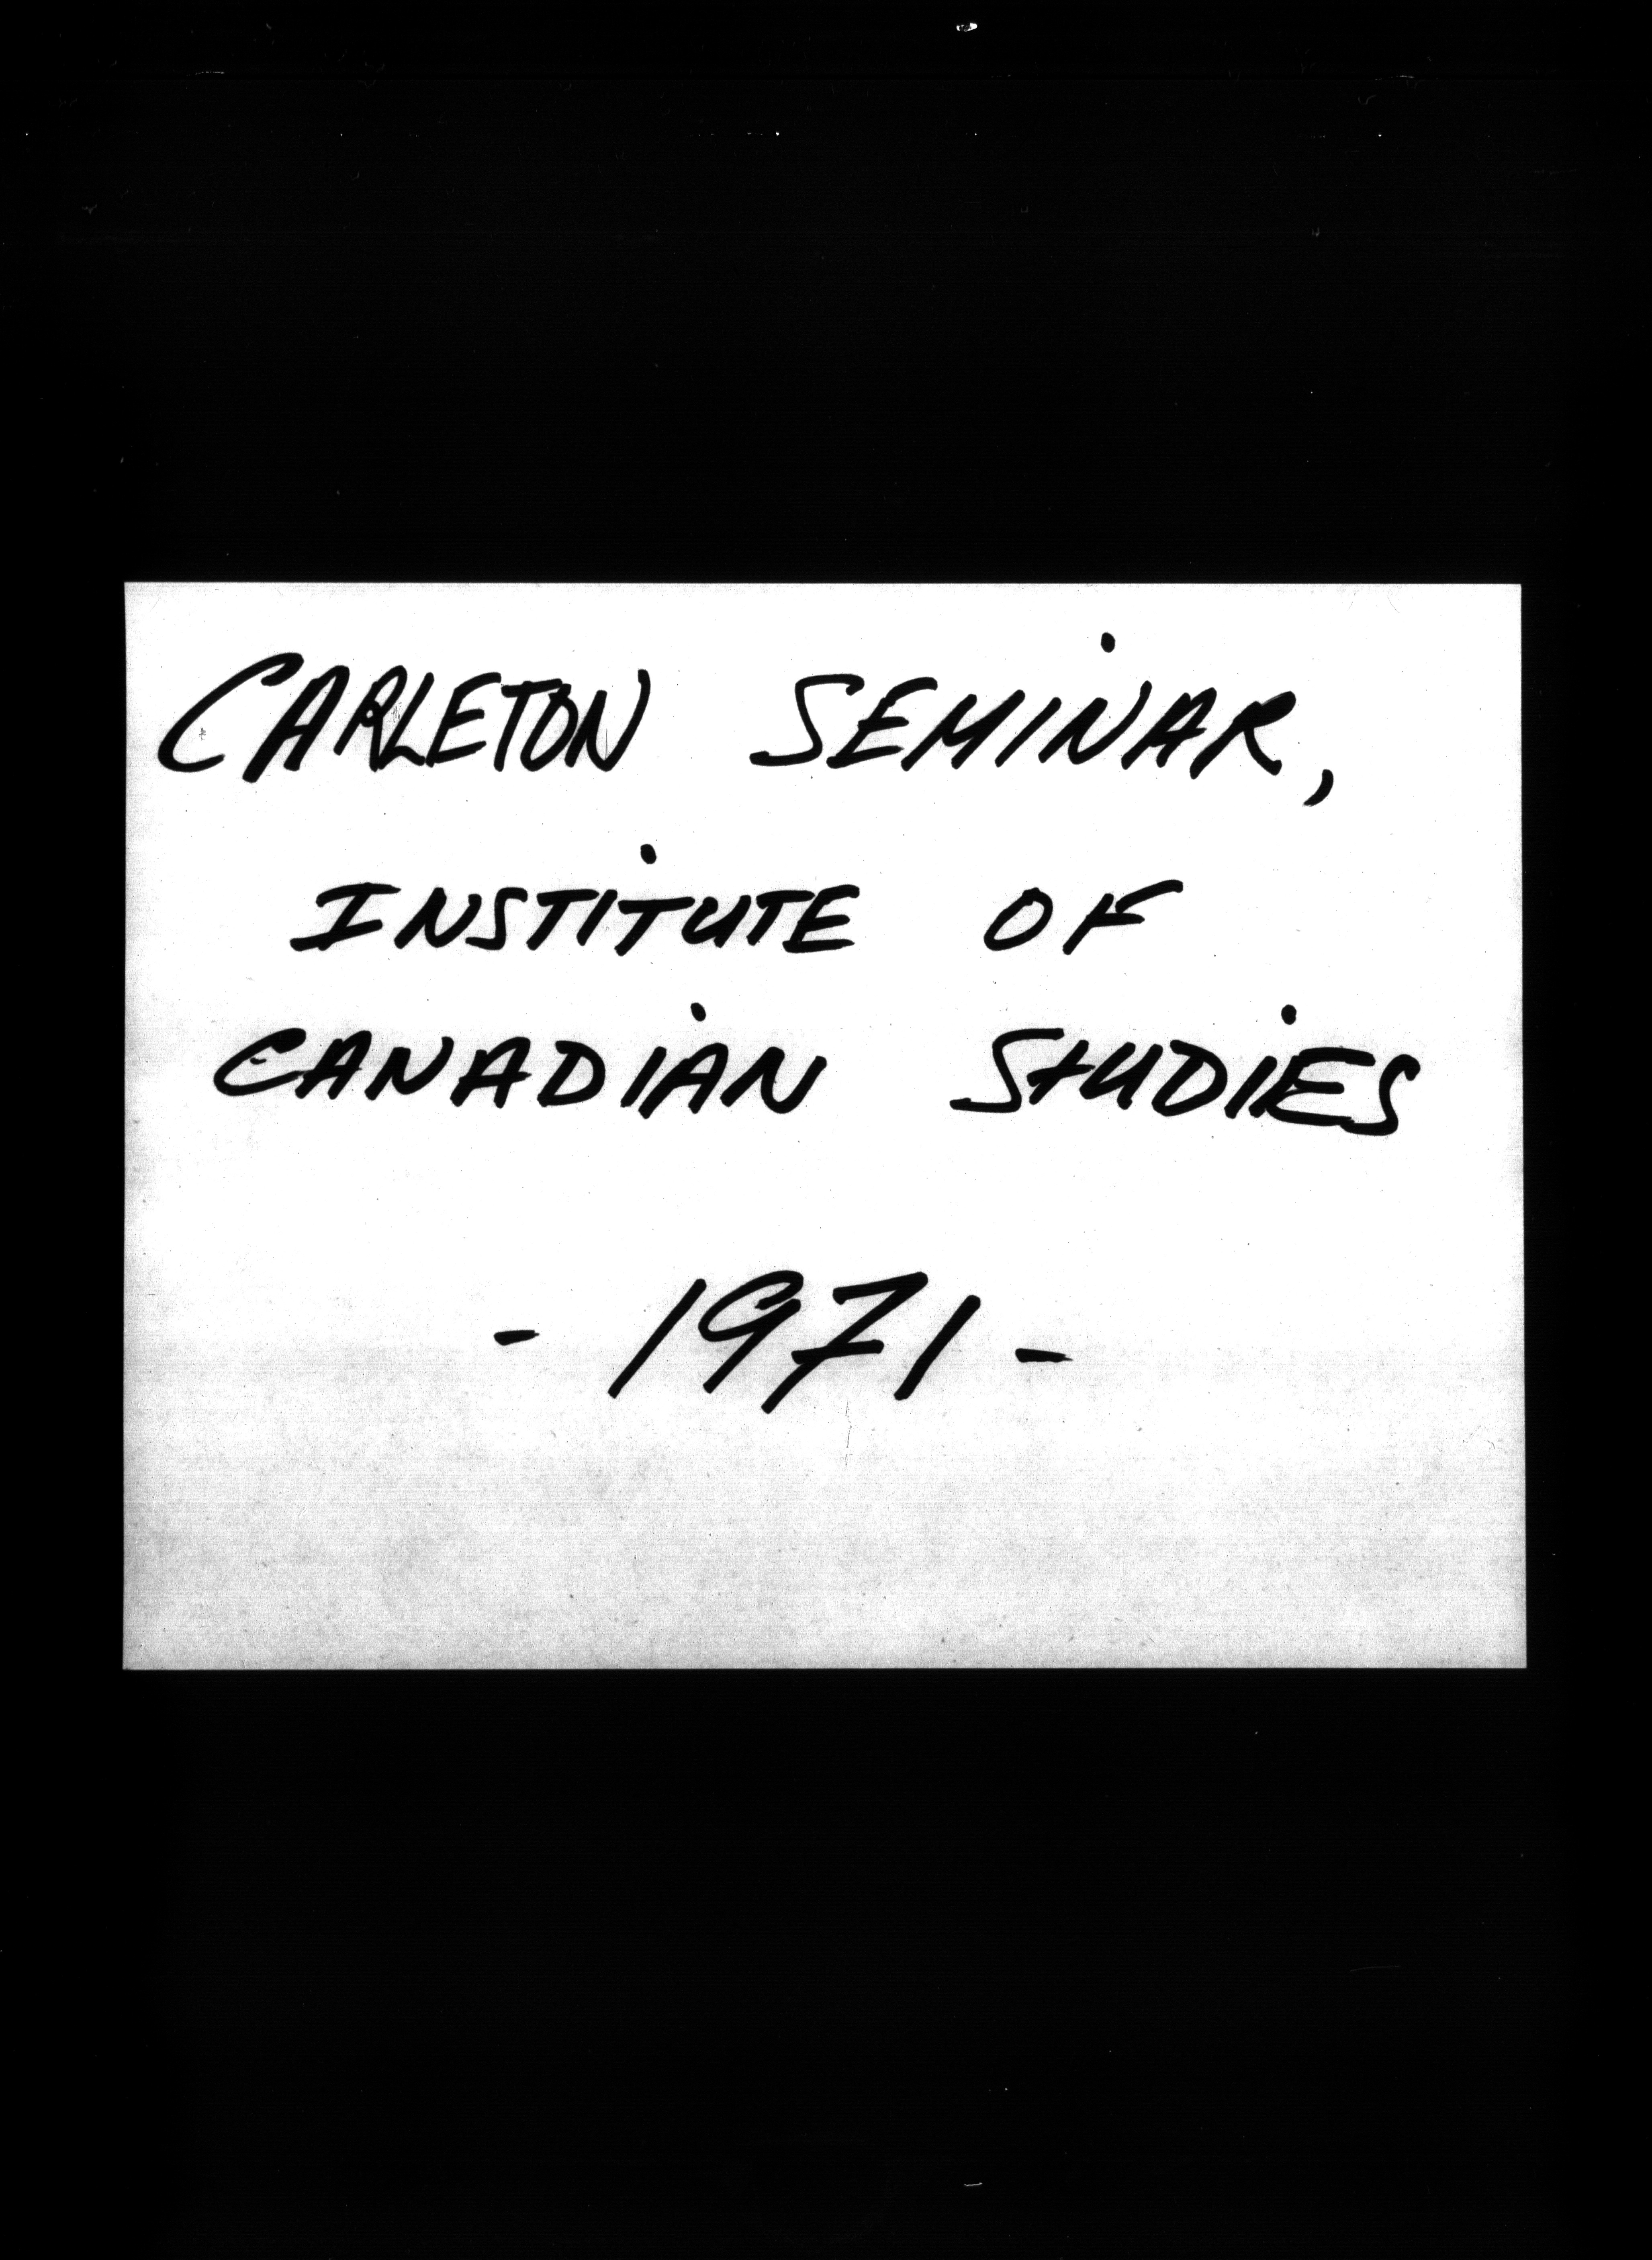 CARLETON SEMINAR,
INSTITUTE OF
CANADIAN STUDIES
- 1971 -